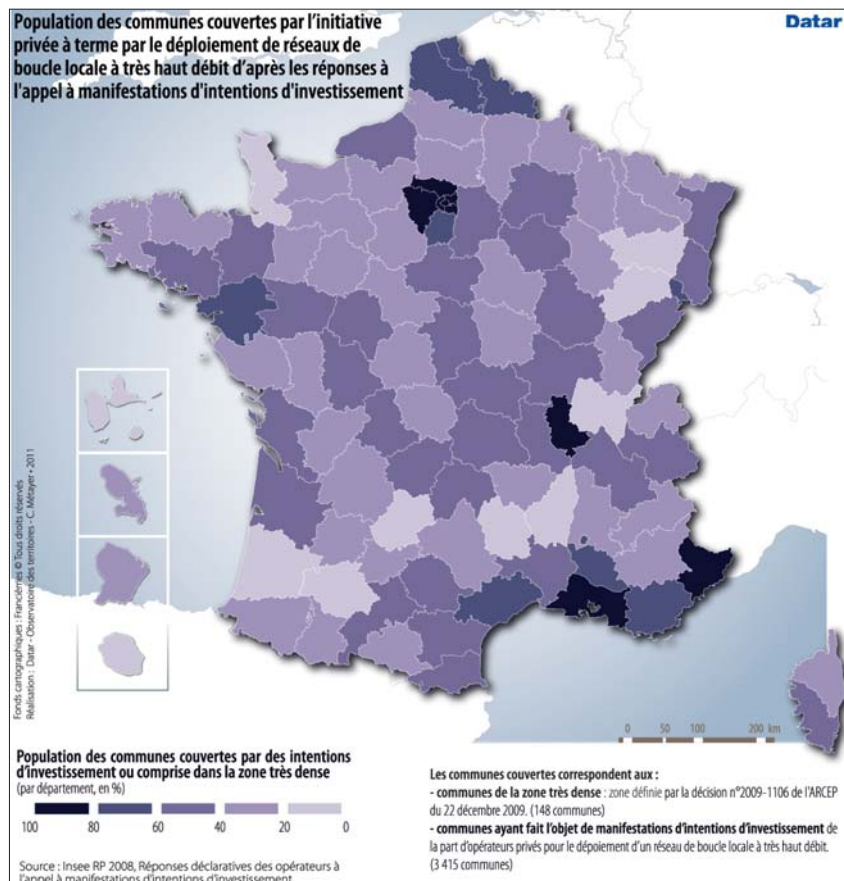 Population des communes couvertes par l'initiative
privée à terme par le déploiement de réseaux de
boucle locale à très haut débit d'après les réponses à
l'appel à manifestations d'intentions d'investissement
Datar
Fonds cartographiques : Francièmes © Tous droits réservés
Réalisation : Datar - Observatoire des territoires - C. Métayer • 2011
0 50 100 200 km
Population des communes couvertes par des intentions
d'investissement ou comprise dans la zone très dense
(par département, en %)
100 80 60 40 20 0
Source : Insee RP 2008, Réponses déclaratives des opérateurs à
l'appel à manifestations d'intentions d'investissement
Les communes couvertes correspondent aux :
- communes de la zone très dense : zone définie par la décision n°2009-1106 de l'ARCEP
du 22 décembre 2009. (148 communes)
- communes ayant fait l'objet de manifestations d'intentions d'investissement de
la part d'opérateurs privés pour le dépoiement d'un réseau de boucle locale à très haut débit.
(3 415 communes)